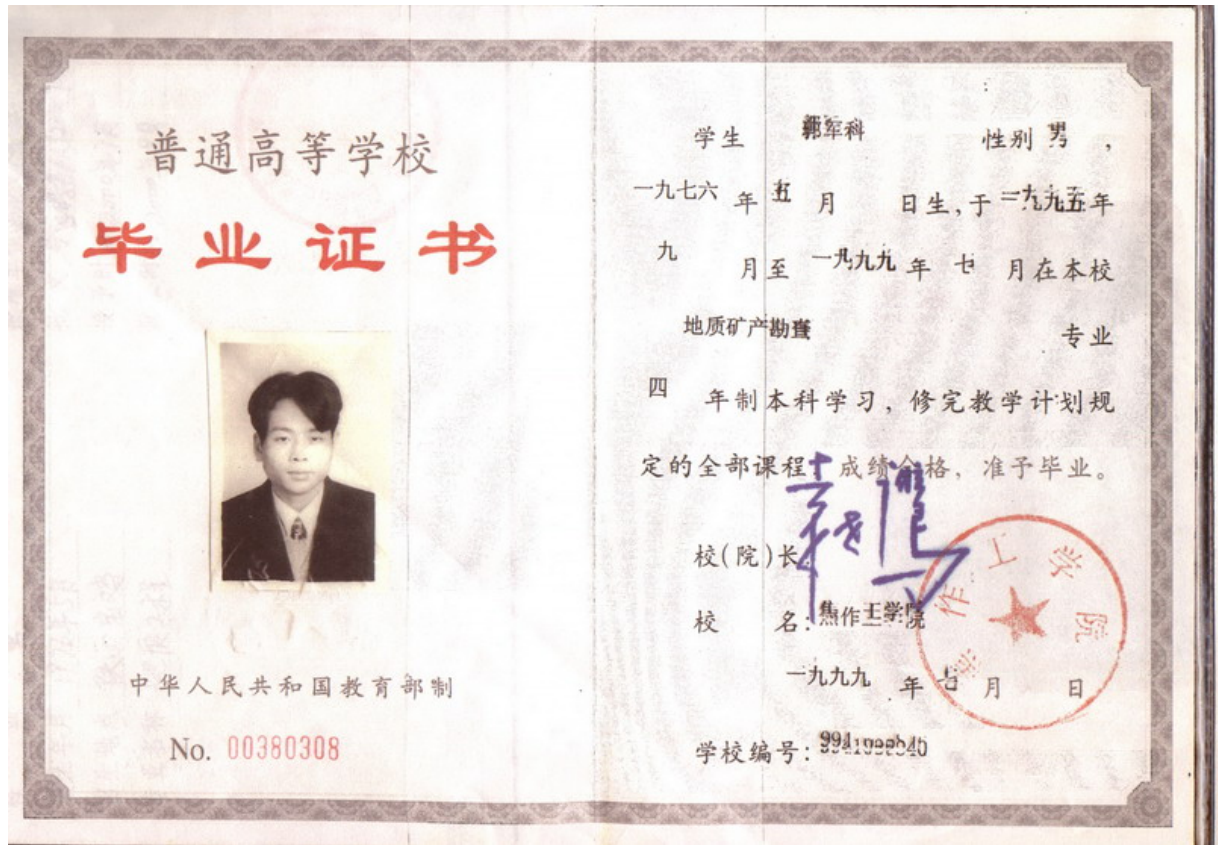 普通高等学校
毕业证书
中华人民共和国教育部制
No. 00380308
学生 郭军科 性别 男 ,
一九七六 年 五 月 日生,于 一九九五 年
九 月至 一九九九 年 七 月在本校
地质矿产勘查 专业
四 年制本科学习, 修完教学计划规
定的全部课程, 成绩合格, 准予毕业。
校(院)长:
校 名: 焦作工学院
一九九九 年 七 月 日
学校编号:
焦作工学院